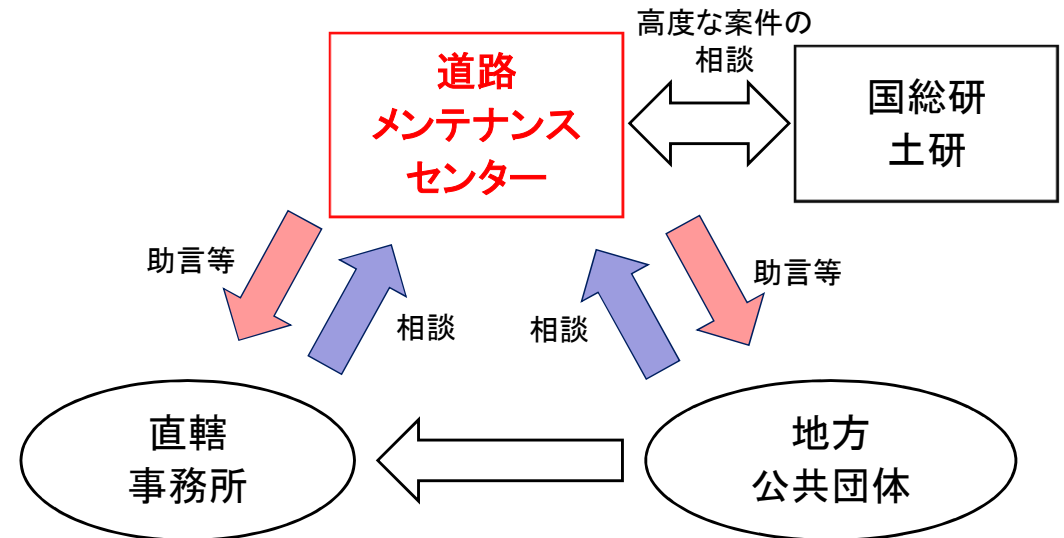 高度な案件の
相談
道路
メンテナンス
センター
国総研
土研
助言等
相談
相談
助言等
直轄
事務所
地方
公共団体